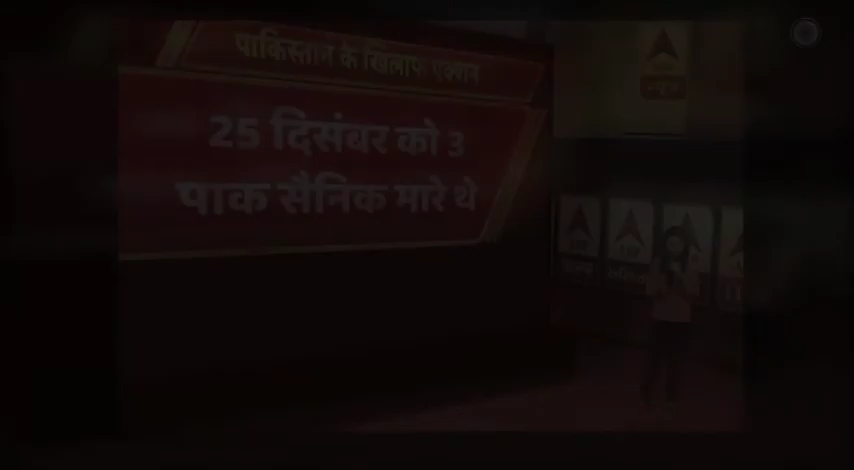 पाकिस्तान के खिलाफ एक्शन
25 दिसंबर को 3
पाक सैनिक मारे थे